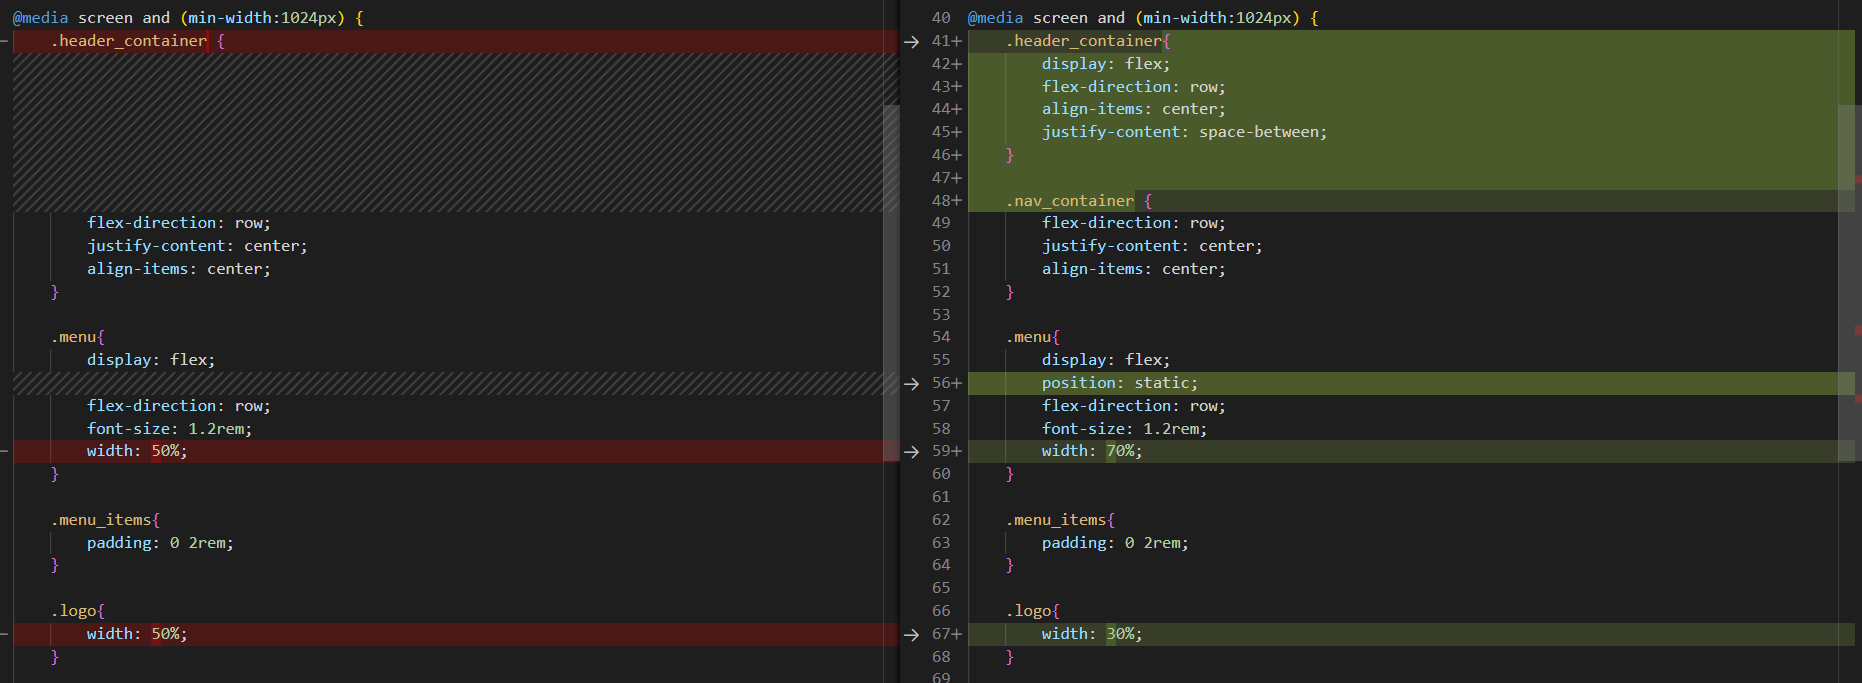 @media screen and (min-width:1024px) {
    .header_container {
        flex-direction: row;
        justify-content: center;
        align-items: center;
    }

    .menu{
        display: flex;
        flex-direction: row;
        font-size: 1.2rem;
        width: 50%;
    }

    .menu_items{
        padding: 0 2rem;
    }

    .logo{
        width: 50%;
    }

40 @media screen and (min-width:1024px) {
→ 41+     .header_container{
42+         display: flex;
43+         flex-direction: row;
44+         align-items: center;
45+         justify-content: space-between;
46+     }
47+
48+     .nav_container {
49         flex-direction: row;
50         justify-content: center;
51         align-items: center;
52     }
53
54     .menu{
55         display: flex;
→ 56+         position: static;
57         flex-direction: row;
58         font-size: 1.2rem;
→ 59+         width: 70%;
60     }
61
62     .menu_items{
63         padding: 0 2rem;
64     }
65
66     .logo{
→ 67+         width: 30%;
68     }
69